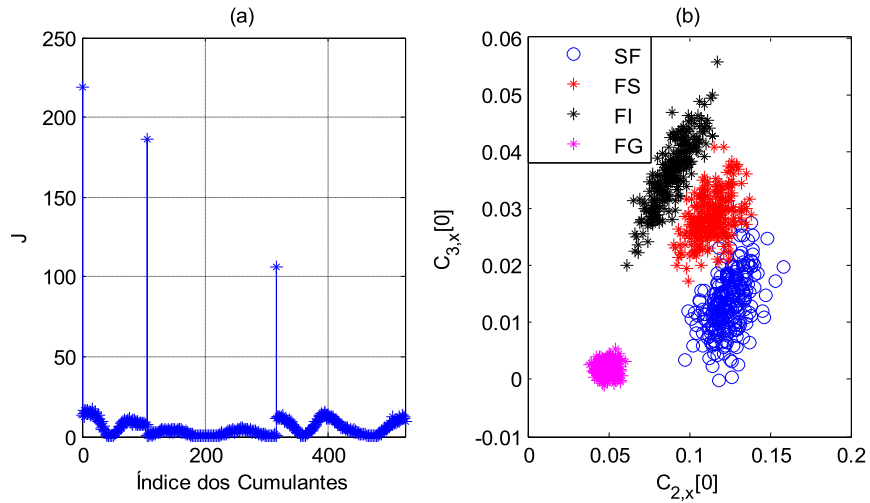 (a)
250
200
150
100
50
0
J
0
200
400
Índice dos Cumulantes
(b)
0.06
0.05
0.04
0.03
0.02
0.01
0
-0.01
C3,x[0]
SF
FS
FI
FG
0
0.05
0.1
0.15
0.2
C2,x[0]